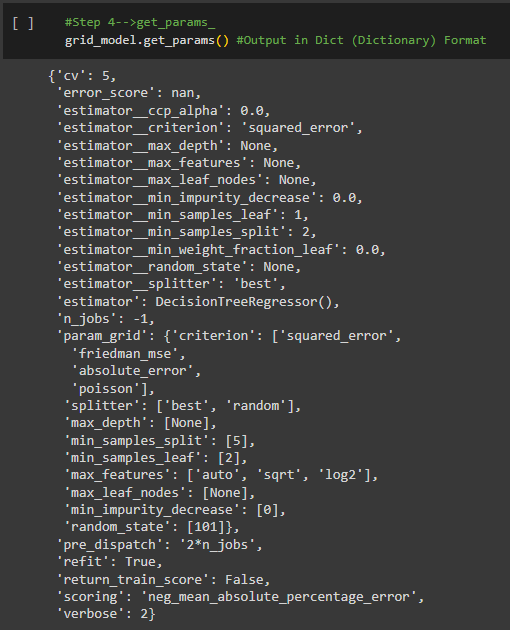 [ ] #Step 4-->get_params_
grid_model.get_params() #Output in Dict (Dictionary) Format
{'cv': 5,
'error_score': nan,
'estimator__ccp_alpha': 0.0,
'estimator__criterion': 'squared_error',
'estimator__max_depth': None,
'estimator__max_features': None,
'estimator__max_leaf_nodes': None,
'estimator__min_impurity_decrease': 0.0,
'estimator__min_samples_leaf': 1,
'estimator__min_samples_split': 2,
'estimator__min_weight_fraction_leaf': 0.0,
'estimator__random_state': None,
'estimator__splitter': 'best',
'estimator': DecisionTreeRegressor(),
'n_jobs': -1,
'param_grid': {'criterion': ['squared_error',
'friedman_mse',
'absolute_error',
'poisson'],
'splitter': ['best', 'random'],
'max_depth': [None],
'min_samples_split': [5],
'min_samples_leaf': [2],
'max_features': ['auto', 'sqrt', 'log2'],
'max_leaf_nodes': [None],
'min_impurity_decrease': [0],
'random_state': [101]},
'pre_dispatch': '2*n_jobs',
'refit': True,
'return_train_score': False,
'scoring': 'neg_mean_absolute_percentage_error',
'verbose': 2}